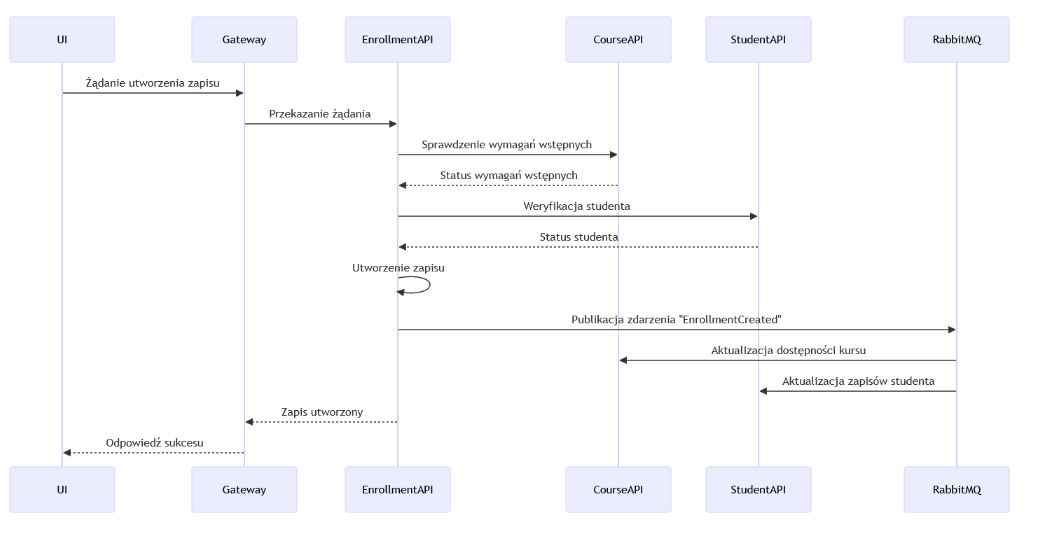 UI Gateway EnrollmentAPI CourseAPI StudentAPI RabbitMQ
Żądanie utworzenia zapisu
Przekazanie żądania
Sprawdzenie wymagań wstępnych
Status wymagań wstępnych
Weryfikacja studenta
Status studenta
Utworzenie zapisu
Publikacja zdarzenia "EnrollmentCreated"
Aktualizacja dostępności kursu
Aktualizacja zapisów studenta
Zapis utworzony
Odpowiedź sukcesu
UI Gateway EnrollmentAPI CourseAPI StudentAPI RabbitMQ